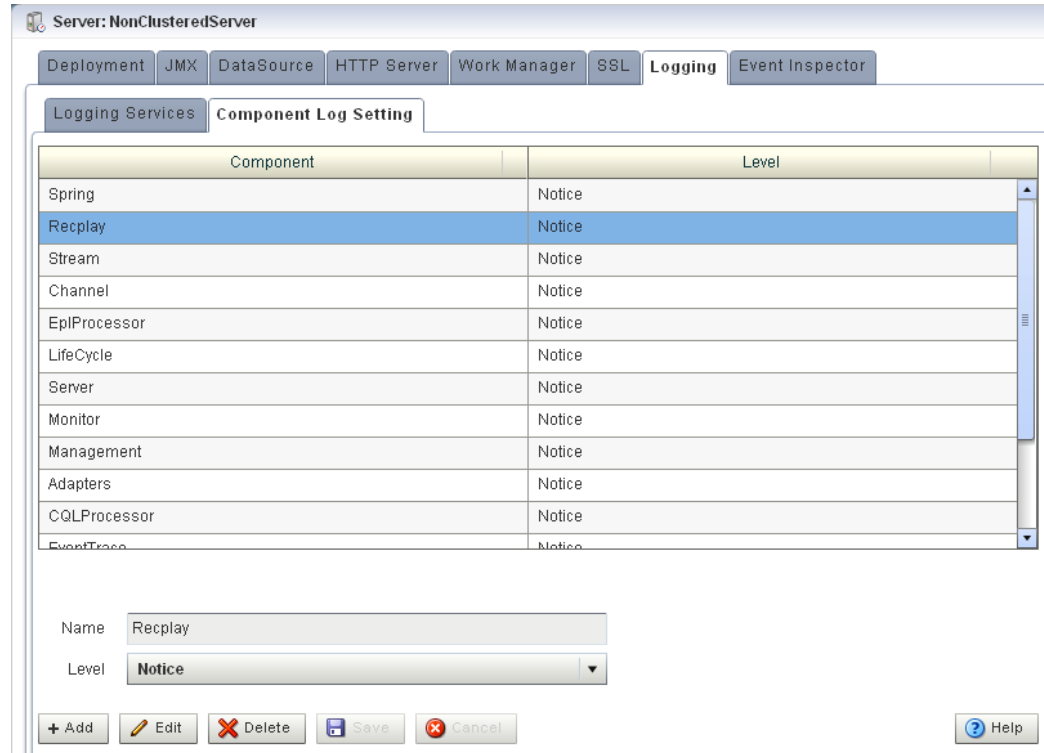 Server: NonClusteredServer
Deployment JMX DataSource HTTP Server Work Manager SSL Logging Event Inspector
Logging Services Component Log Setting
Component Level
Spring Notice
Recplay Notice
Stream Notice
Channel Notice
EplProcessor Notice
LifeCycle Notice
Server Notice
Monitor Notice
Management Notice
Adapters Notice
CQLProcessor Notice
EventTrace Notice
Name Recplay
Level Notice
+ Add Edit Delete Save Cancel ? Help